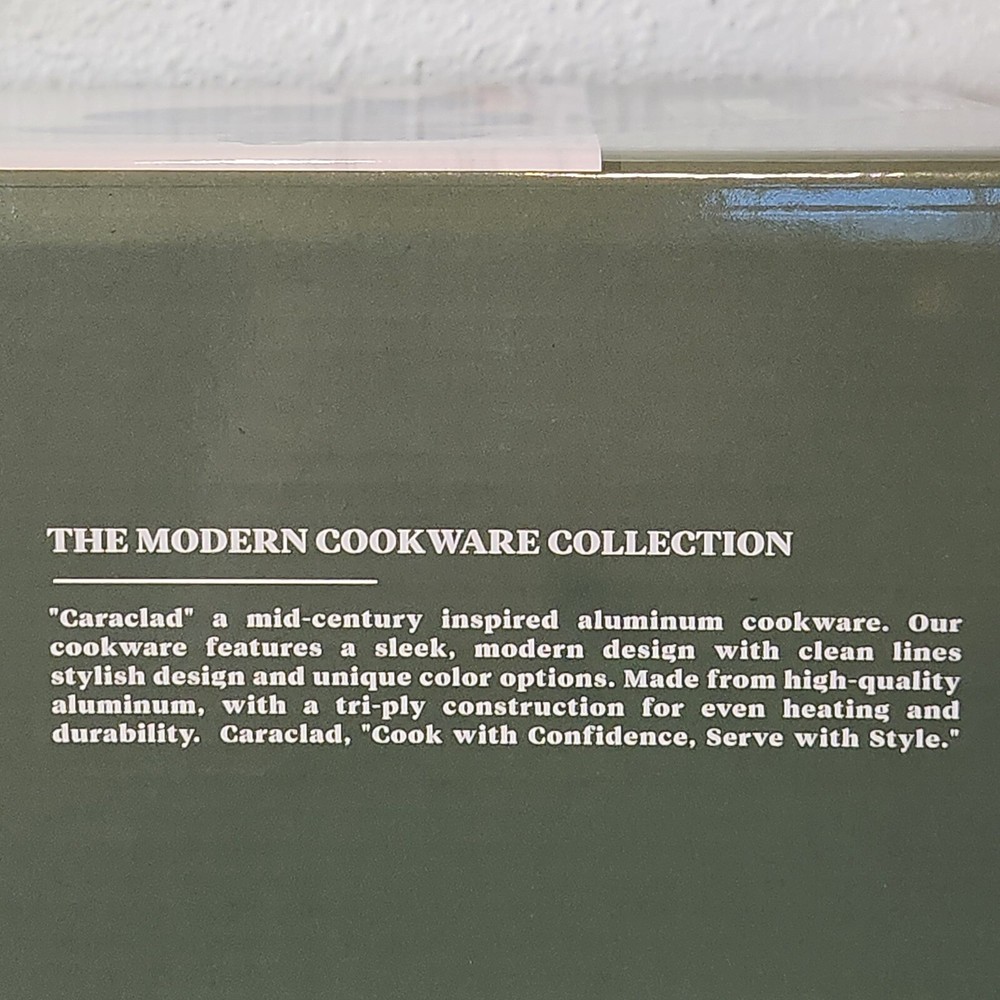 THE MODERN COOKWARE COLLECTION
"Caraclad" a mid-century inspired aluminum cookware. Our
cookware features a sleek, modern design with clean lines
stylish design and unique color options. Made from high-quality
aluminum, with a tri-ply construction for even heating and
durability. Caraclad, "Cook with Confidence, Serve with Style."